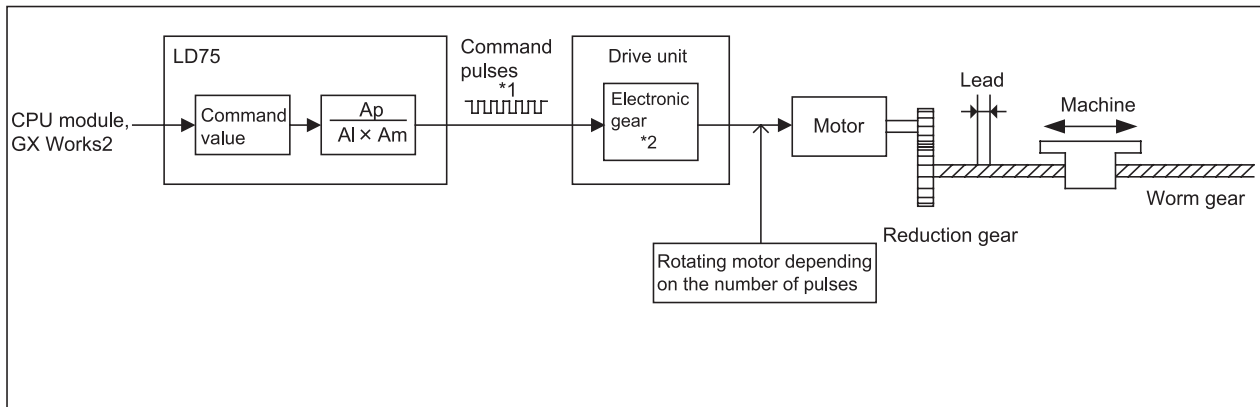 LD75
CPU module,
GX Works2
Command
value
Ap
Al × Am
Command
pulses
*1
Drive unit
Electronic
gear
*2
Rotating motor depending
on the number of pulses
Motor
Reduction gear
Lead
Machine
Worm gear